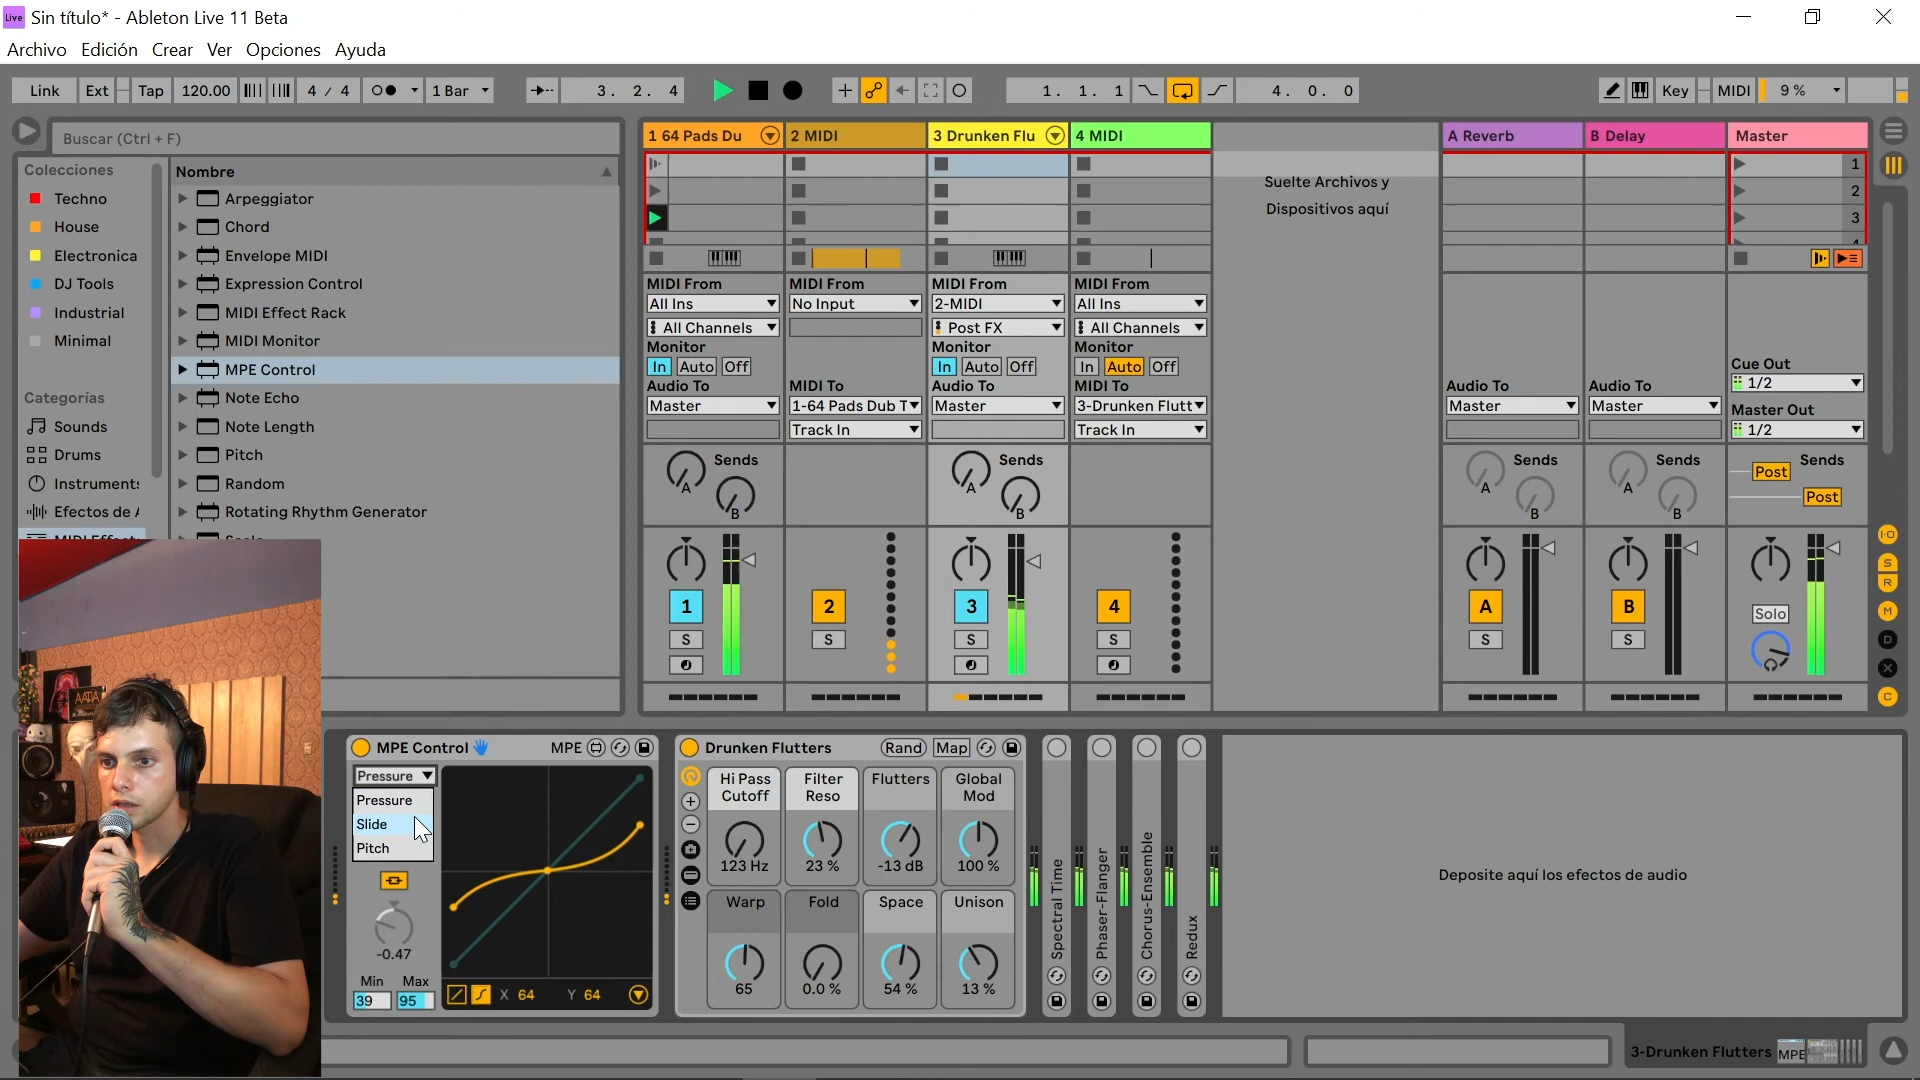 Live Sin título* - Ableton Live 11 Beta
Archivo Edición Crear Ver Opciones Ayuda
Link Ext Tap 120.00 4 / 4 1 Bar 3. 2. 4 1. 1. 1 4. 0. 0 Key MIDI 9 %
Buscar (Ctrl + F)
Colecciones
Techno
House
Electronica
DJ Tools
Industrial
Minimal
Categorías
Sounds
Drums
Instruments
Efectos de A
Nombre
Arpeggiator
Chord
Envelope MIDI
Expression Control
MIDI Effect Rack
MIDI Monitor
MPE Control
Note Echo
Note Length
Pitch
Random
Rotating Rhythm Generator
1 64 Pads Du 2 MIDI 3 Drunken Flu 4 MIDI A Reverb B Delay Master
Suelte Archivos y
Dispositivos aquí
1
2
3
MIDI From MIDI From MIDI From MIDI From
All Ins No Input 2-MIDI All Ins
All Channels Post FX All Channels
Monitor Monitor Monitor
In Auto Off In Auto Off In Auto Off
Cue Out
1/2
Audio To MIDI To Audio To MIDI To Audio To Audio To
Master 1-64 Pads Dub T Master 3-Drunken Flutt Master Master
Master Out
Track In Track In 1/2
Sends Sends Sends Sends Sends
A B A B A B A B Post Post
1 2 3 4 A B Solo
S S S S S S
I·O
S
R
M
D
X
C
MPE Control MPE
Pressure
Pressure
Slide
Pitch
-0.47
Min Max
39 95
X 64 Y 64
Drunken Flutters Rand Map
Hi Pass Cutoff Filter Reso Flutters Global Mod
123 Hz 23 % -13 dB 100 %
Warp Fold Space Unison
65 0.0 % 54 % 13 %
Spectral Time
Phaser-Flanger
Chorus-Ensemble
Redux
Deposite aquí los efectos de audio
3-Drunken Flutters MPE